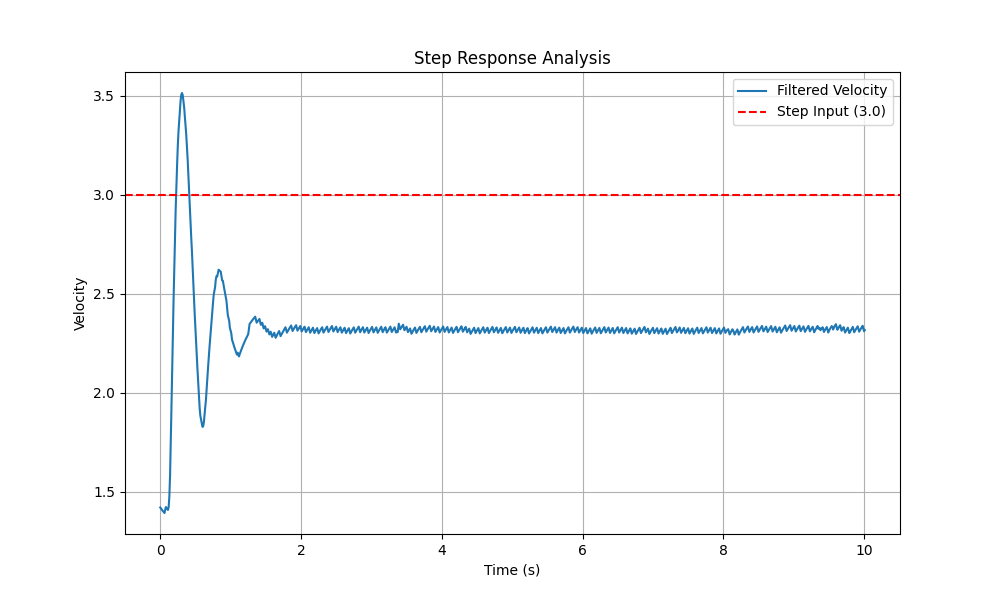 Step Response Analysis
Filtered Velocity
Step Input (3.0)
Velocity
3.5
3.0
2.5
2.0
1.5
0
2
4
6
8
10
Time (s)